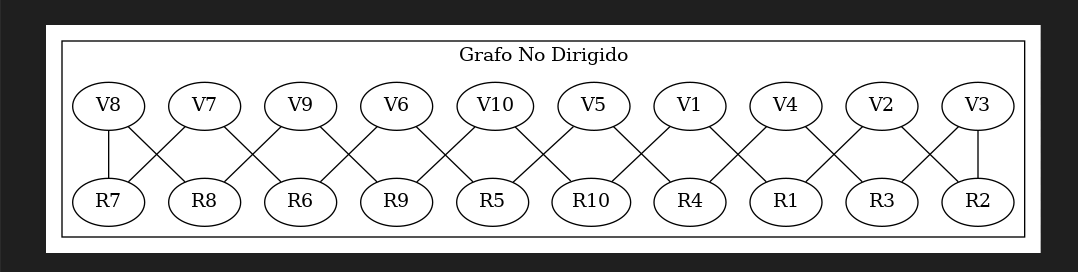 Grafo No Dirigido
V8 V7 V9 V6 V10 V5 V1 V4 V2 V3
R7 R8 R6 R9 R5 R10 R4 R1 R3 R2